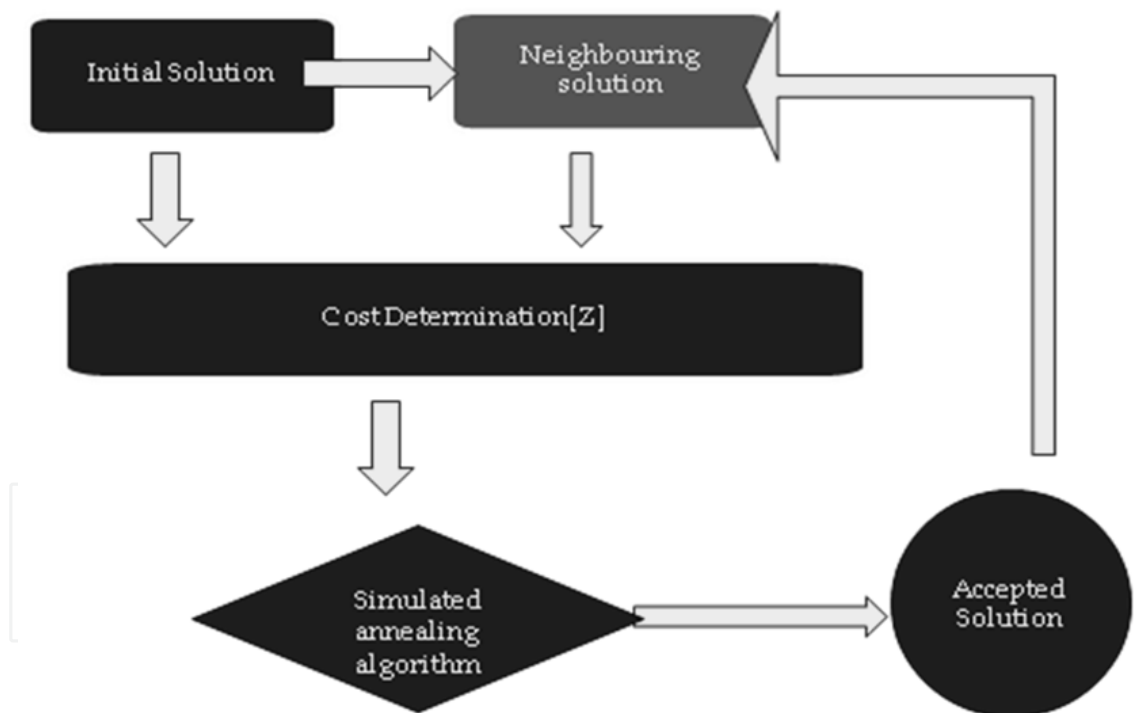 Initial Solution
Neighbouring
solution
Cost Determination[Z]
Simulated
annealing
algorithm
Accepted
Solution